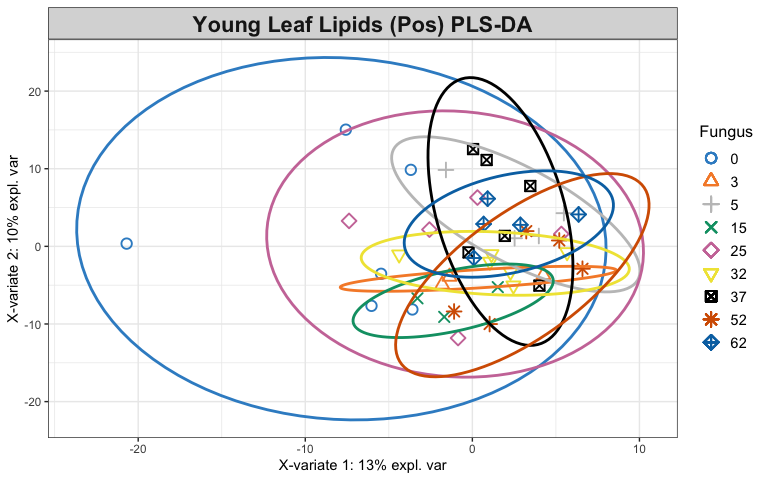 Young Leaf Lipids (Pos) PLS-DA
20
10
0
-10
-20
X-variate 2: 10% expl. var
-20 -10 0 10
X-variate 1: 13% expl. var
Fungus
0
3
5
15
25
32
37
52
62